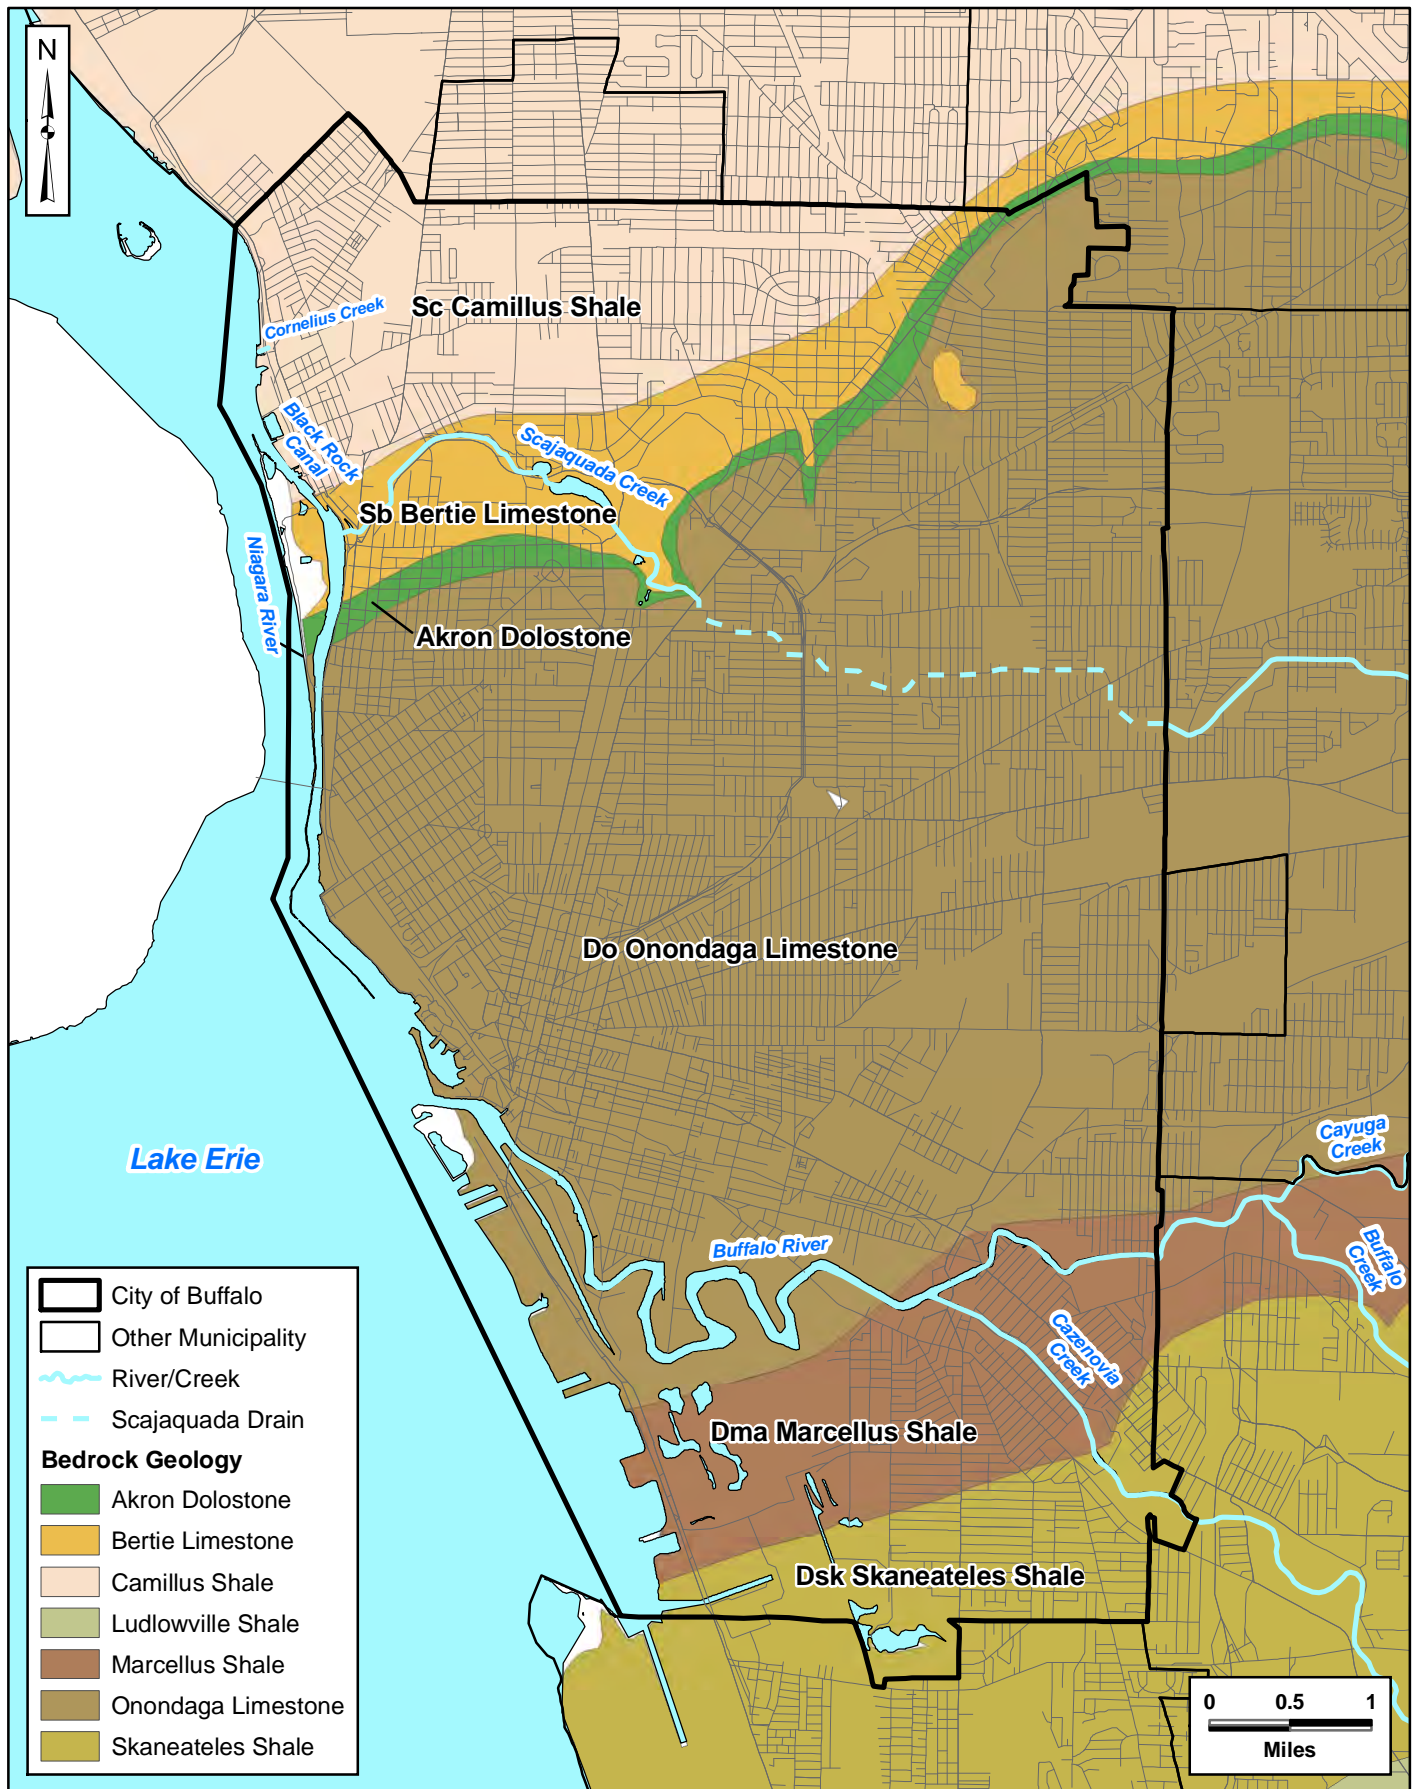 N
Cornelius Creek
Sc Camillus Shale
Black Rock
Canal
Scajaquada Creek
Sb Bertie Limestone
Niagara River
Akron Dolostone
Do Onondaga Limestone
Lake Erie
Cayuga
Creek
Buffalo River
Buffalo
Creek
Cazenovia
Creek
Dma Marcellus Shale
Dsk Skaneateles Shale
City of Buffalo
Other Municipality
River/Creek
Scajaquada Drain
Bedrock Geology
Akron Dolostone
Bertie Limestone
Camillus Shale
Ludlowville Shale
Marcellus Shale
Onondaga Limestone
Skaneateles Shale
0 0.5 1
Miles